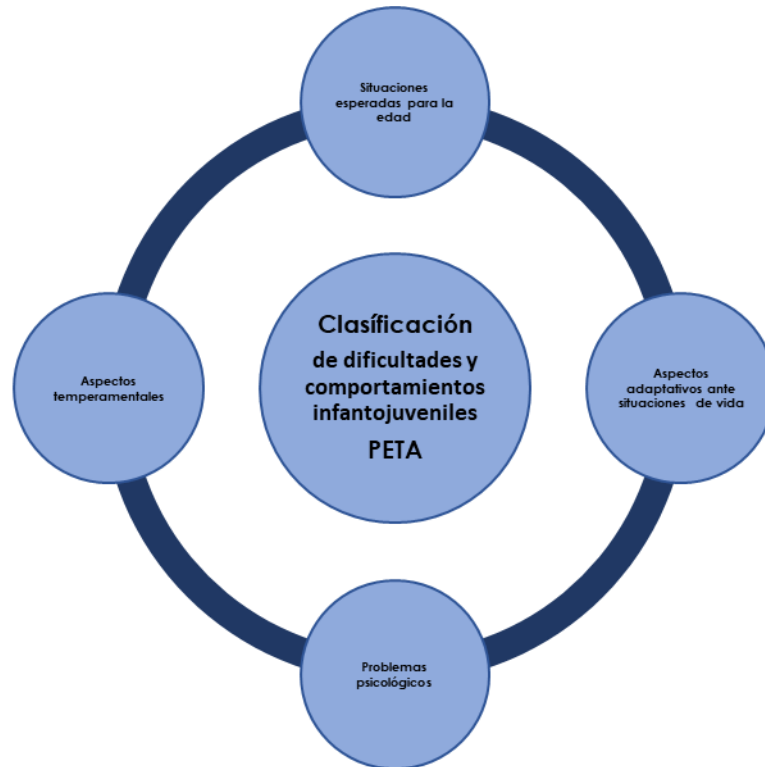 Situaciones
esperadas para la
edad
Clasíficación
de dificultades y
comportamientos
infantojuveniles
PETA
Aspectos
temperamentales
Aspectos
adaptativos ante
situaciones de vida
Problemas
psicológicos